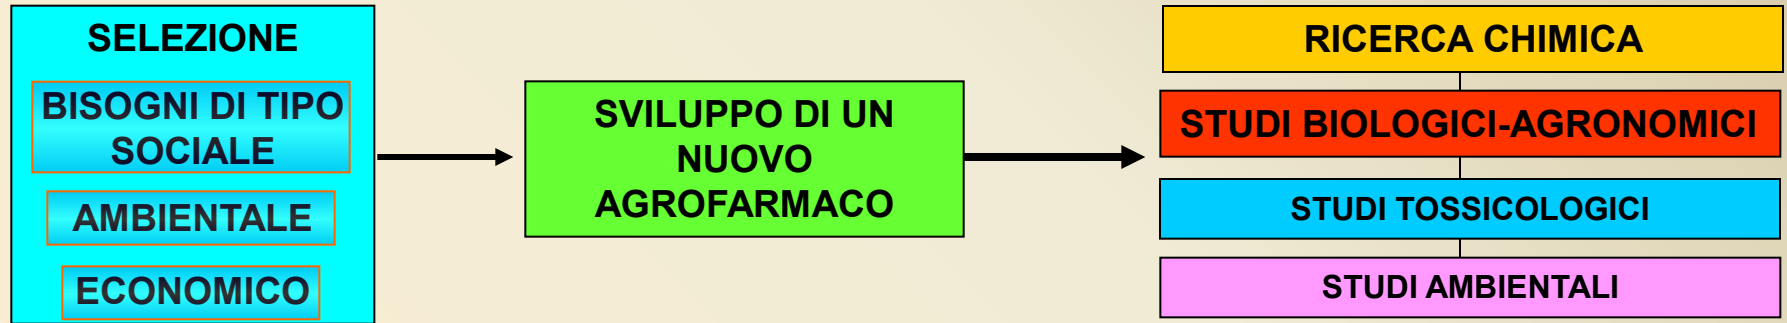 SELEZIONE
BISOGNI DI TIPO
SOCIALE
AMBIENTALE
ECONOMICO
SVILUPPO DI UN
NUOVO
AGROFARMACO
RICERCA CHIMICA
STUDI BIOLOGICI-AGRONOMICI
STUDI TOSSICOLOGICI
STUDI AMBIENTALI